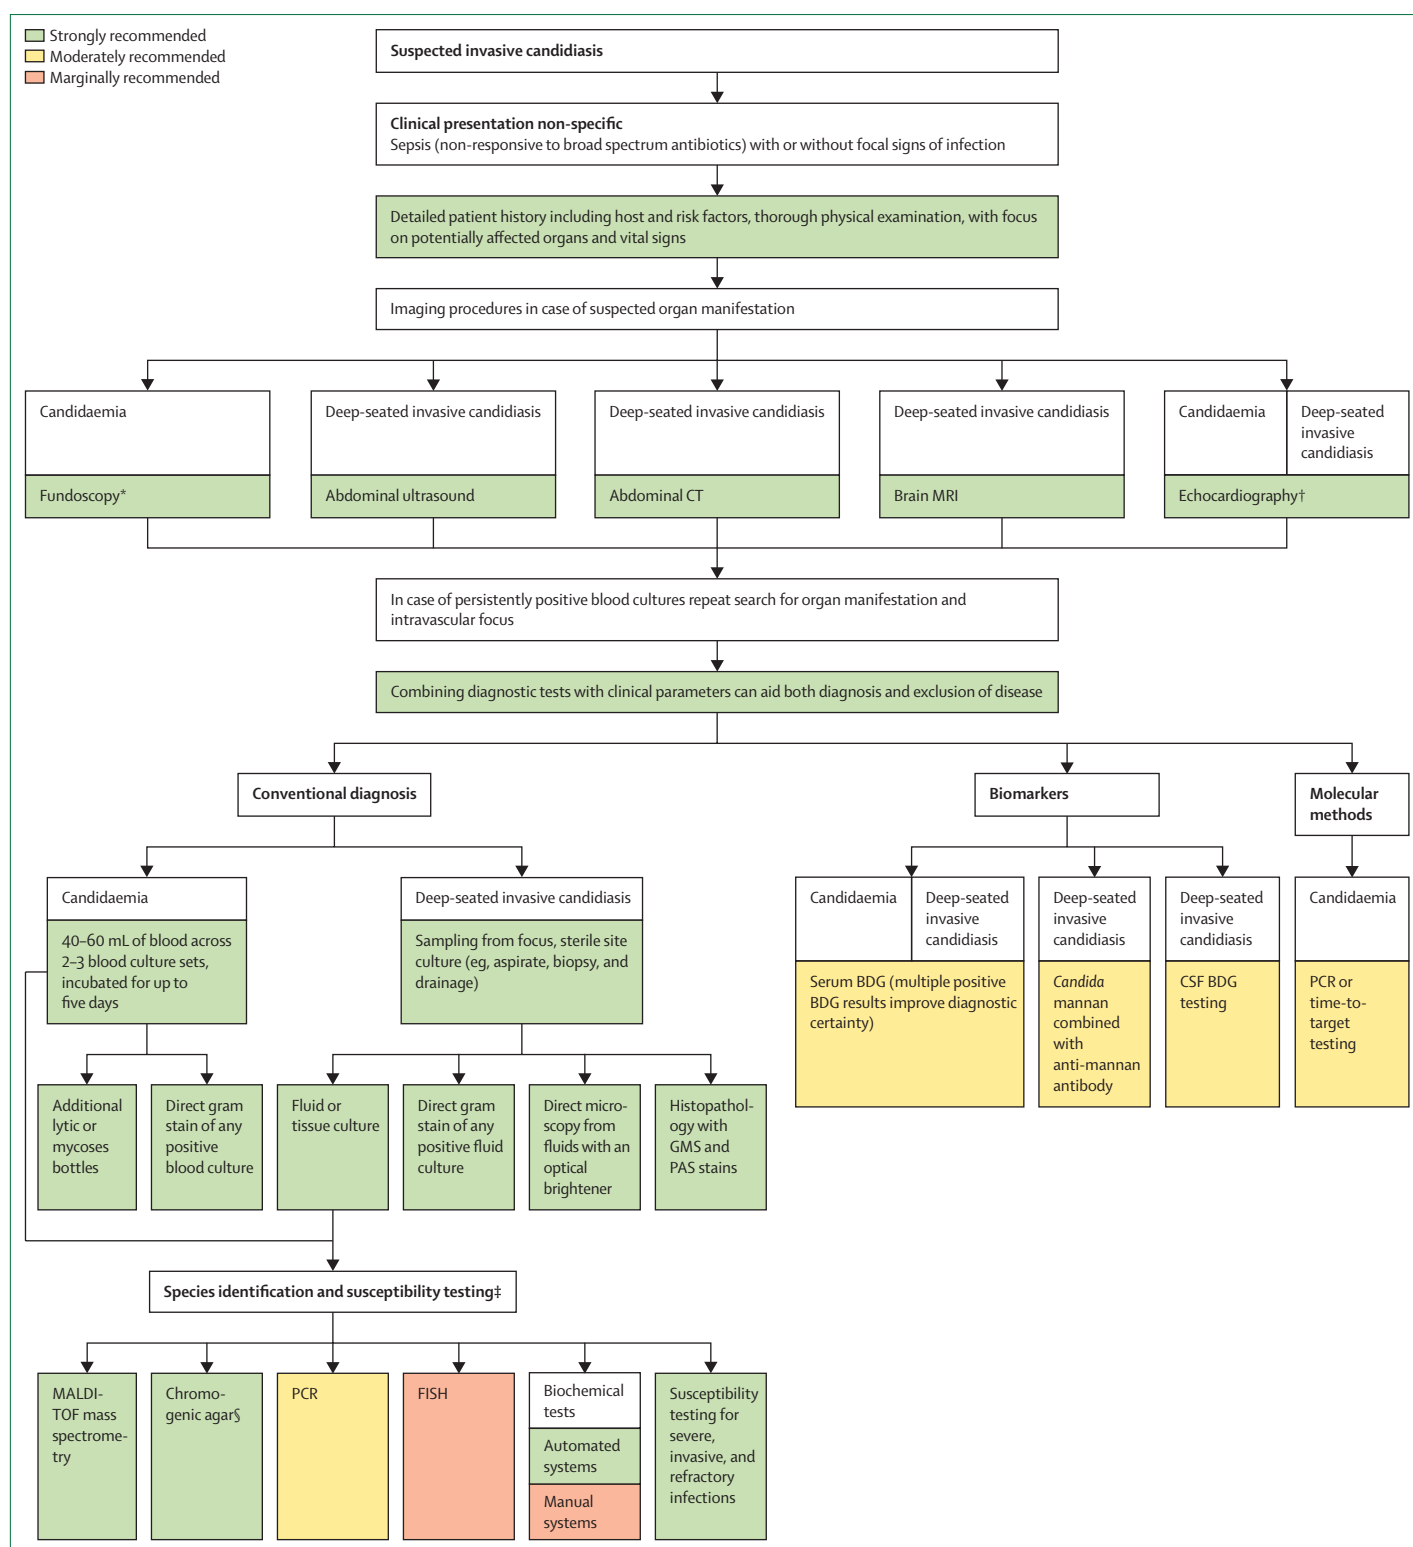 Strongly recommended
Moderately recommended
Marginally recommended
Suspected invasive candidiasis
Clinical presentation non-specific
Sepsis (non-responsive to broad spectrum antibiotics) with or without focal signs of infection
Detailed patient history including host and risk factors, thorough physical examination, with focus
on potentially affected organs and vital signs
Imaging procedures in case of suspected organ manifestation
Candidaemia
Fundoscopy*
Deep-seated invasive candidiasis
Abdominal ultrasound
Deep-seated invasive candidiasis
Abdominal CT
Deep-seated invasive candidiasis
Brain MRI
Candidaemia
Deep-seated
invasive
candidiasis
Echocardiography†
In case of persistently positive blood cultures repeat search for organ manifestation and
intravascular focus
Combining diagnostic tests with clinical parameters can aid both diagnosis and exclusion of disease
Conventional diagnosis
Biomarkers
Molecular
methods
Candidaemia
40–60 mL of blood across
2–3 blood culture sets,
incubated for up to
five days
Deep-seated invasive candidiasis
Sampling from focus, sterile site
culture (eg, aspirate, biopsy, and
drainage)
Candidaemia
Deep-seated
invasive
candidiasis
Serum BDG (multiple positive
BDG results improve diagnostic
certainty)
Deep-seated
invasive
candidiasis
Candida
mannan
combined
with
anti-mannan
antibody
Deep-seated
invasive
candidiasis
CSF BDG
testing
Candidaemia
PCR or
time-to-
target
testing
Additional
lytic or
mycoses
bottles
Direct gram
stain of any
positive
blood culture
Fluid or
tissue culture
Direct gram
stain of any
positive fluid
culture
Direct micro-
scopy from
fluids with an
optical
brightener
Histopathol-
ogy with
GMS and
PAS stains
Species identification and susceptibility testing‡
MALDI-
TOF mass
spectrome-
try
Chromo-
genic agar§
PCR
FISH
Biochemical
tests
Automated
systems
Manual
systems
Susceptibility
testing for
severe,
invasive, and
refractory
infections